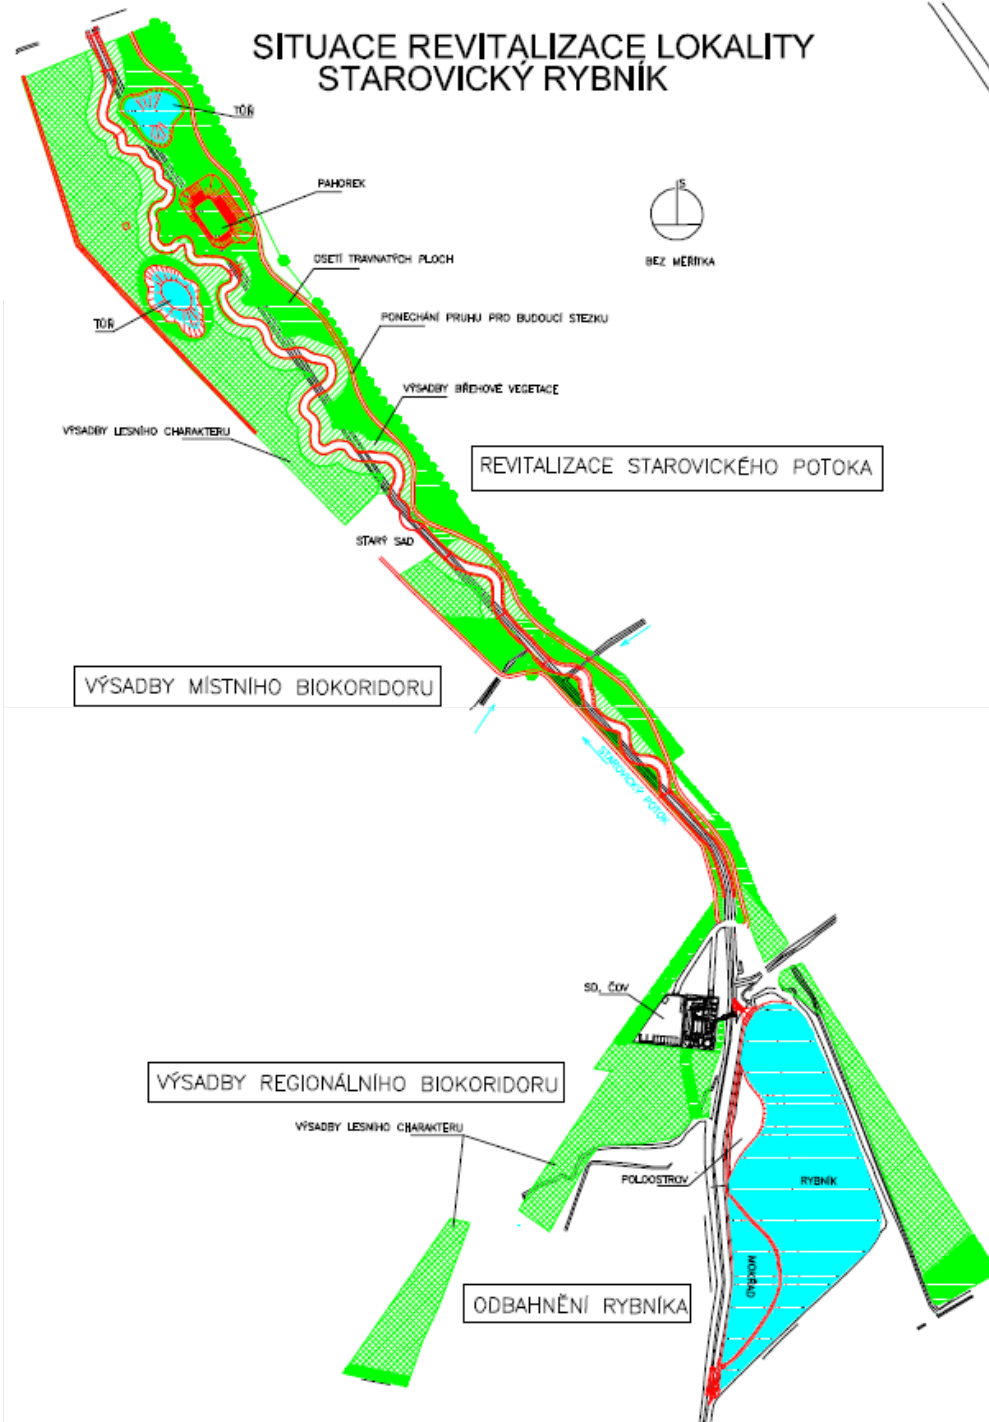 SITUACE REVITALIZACE LOKALITY
STAROVICKÝ RYBNÍK
TŮŇ
PAHOREK
S
BEZ MĚŘÍTKA
OSETÍ TRAVNATÝCH PLOCH
TŮŇ
PONECHÁNÍ PRUHU PRO BUDOUCÍ STEZKU
VÝSADBY BŘEHOVÉ VEGETACE
VÝSADBY LESNÍHO CHARAKTERU
REVITALIZACE STAROVICKÉHO POTOKA
STARÝ SAD
VÝSADBY MÍSTNÍHO BIOKORIDORU
STAROVICKÝ POTOK
SD, ČOV
VÝSADBY REGIONÁLNÍHO BIOKORIDORU
VÝSADBY LESNÍHO CHARAKTERU
POLOOSTROV
RYBNÍK
MOKŘAD
ODBAHNĚNÍ RYBNÍKA